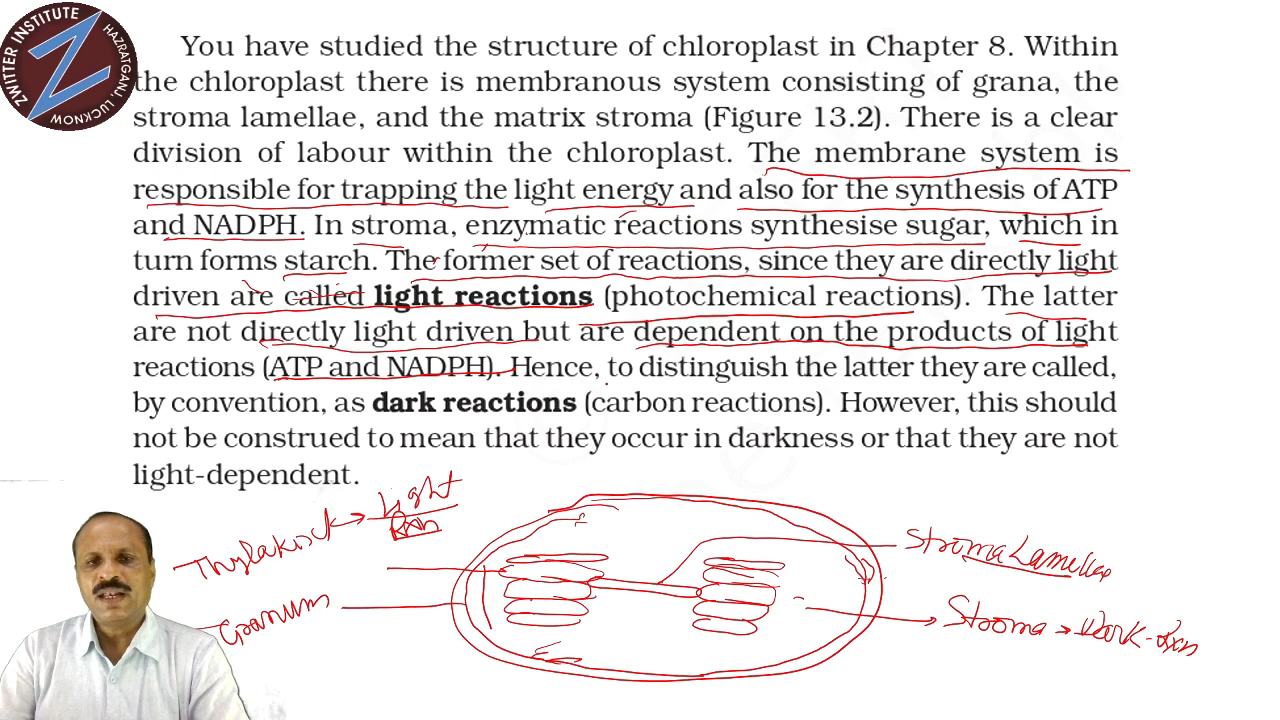 ZWITTER INSTITUTE
HAZRATGANJ, LUCKNOW
Z
You have studied the structure of chloroplast in Chapter 8. Within
the chloroplast there is membranous system consisting of grana, the
stroma lamellae, and the matrix stroma (Figure 13.2). There is a clear
division of labour within the chloroplast. The membrane system is
responsible for trapping the light energy and also for the synthesis of ATP
and NADPH. In stroma, enzymatic reactions synthesise sugar, which in
turn forms starch. The former set of reactions, since they are directly light
driven are called light reactions (photochemical reactions). The latter
are not directly light driven but are dependent on the products of light
reactions (ATP and NADPH). Hence, to distinguish the latter they are called,
by convention, as dark reactions (carbon reactions). However, this should
not be construed to mean that they occur in darkness or that they are not
light-dependent.
Light
Rxn
Stroma Lamellae
Granum
Stroma → Dark-Rxn